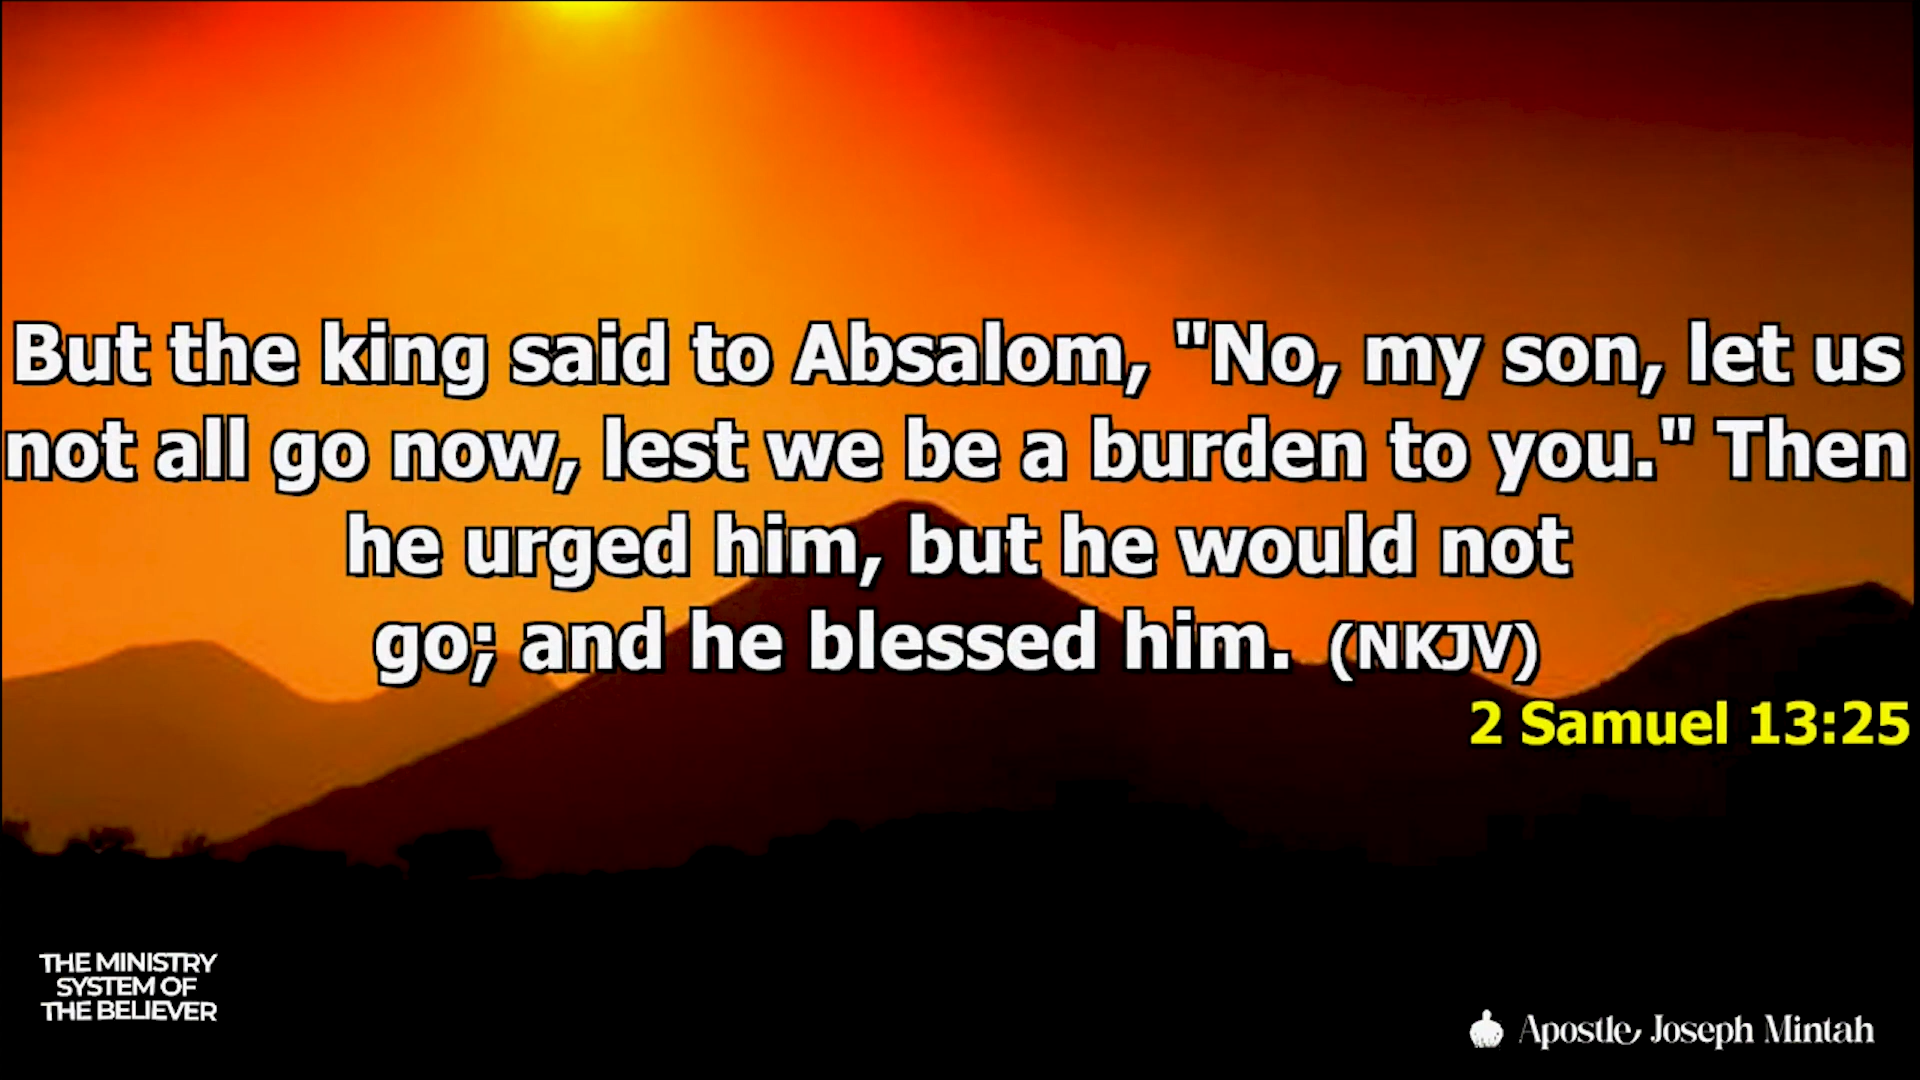 But the king said to Absalom, "No, my son, let us
not all go now, lest we be a burden to you." Then
he urged him, but he would not
go; and he blessed him. (NKJV)
2 Samuel 13:25
THE MINISTRY
SYSTEM OF
THE BELIEVER
Apostle Joseph Mintah